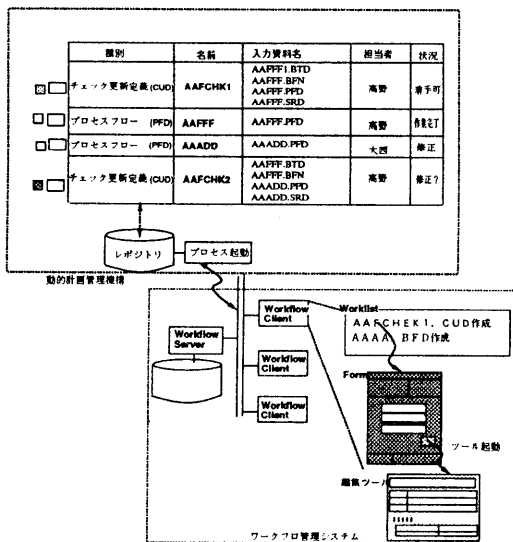 種別 名前 入力資料名 担当者 状況
チェック更新定義(CUD) AAFCHK1 AAFFF1.BTD AAFFF.BFN AAFFF.PFD AAFFF.SRD 高野 着手可
プロセスフロー (PFD) AAFFF AAFFF.PFD 高野 作業完了
プロセスフロー (PFD) AAADD AAADD.PFD 大西 修正
チェック更新定義(CUD) AAFCHK2 AAFFF.BTD AAFFF.BFN AAADD.PPD AAADD.SRD 高野 修正?
レポジトリ
プロセス起動
動的計画管理機構
Workflow Client
Worklist
AAFCHEK1. CUD作成
AAAA. BFD作成
Workflow Server
Form
Workflow Client
Workflow Client
ツール起動
編集ツール
ワークフロ管理システム